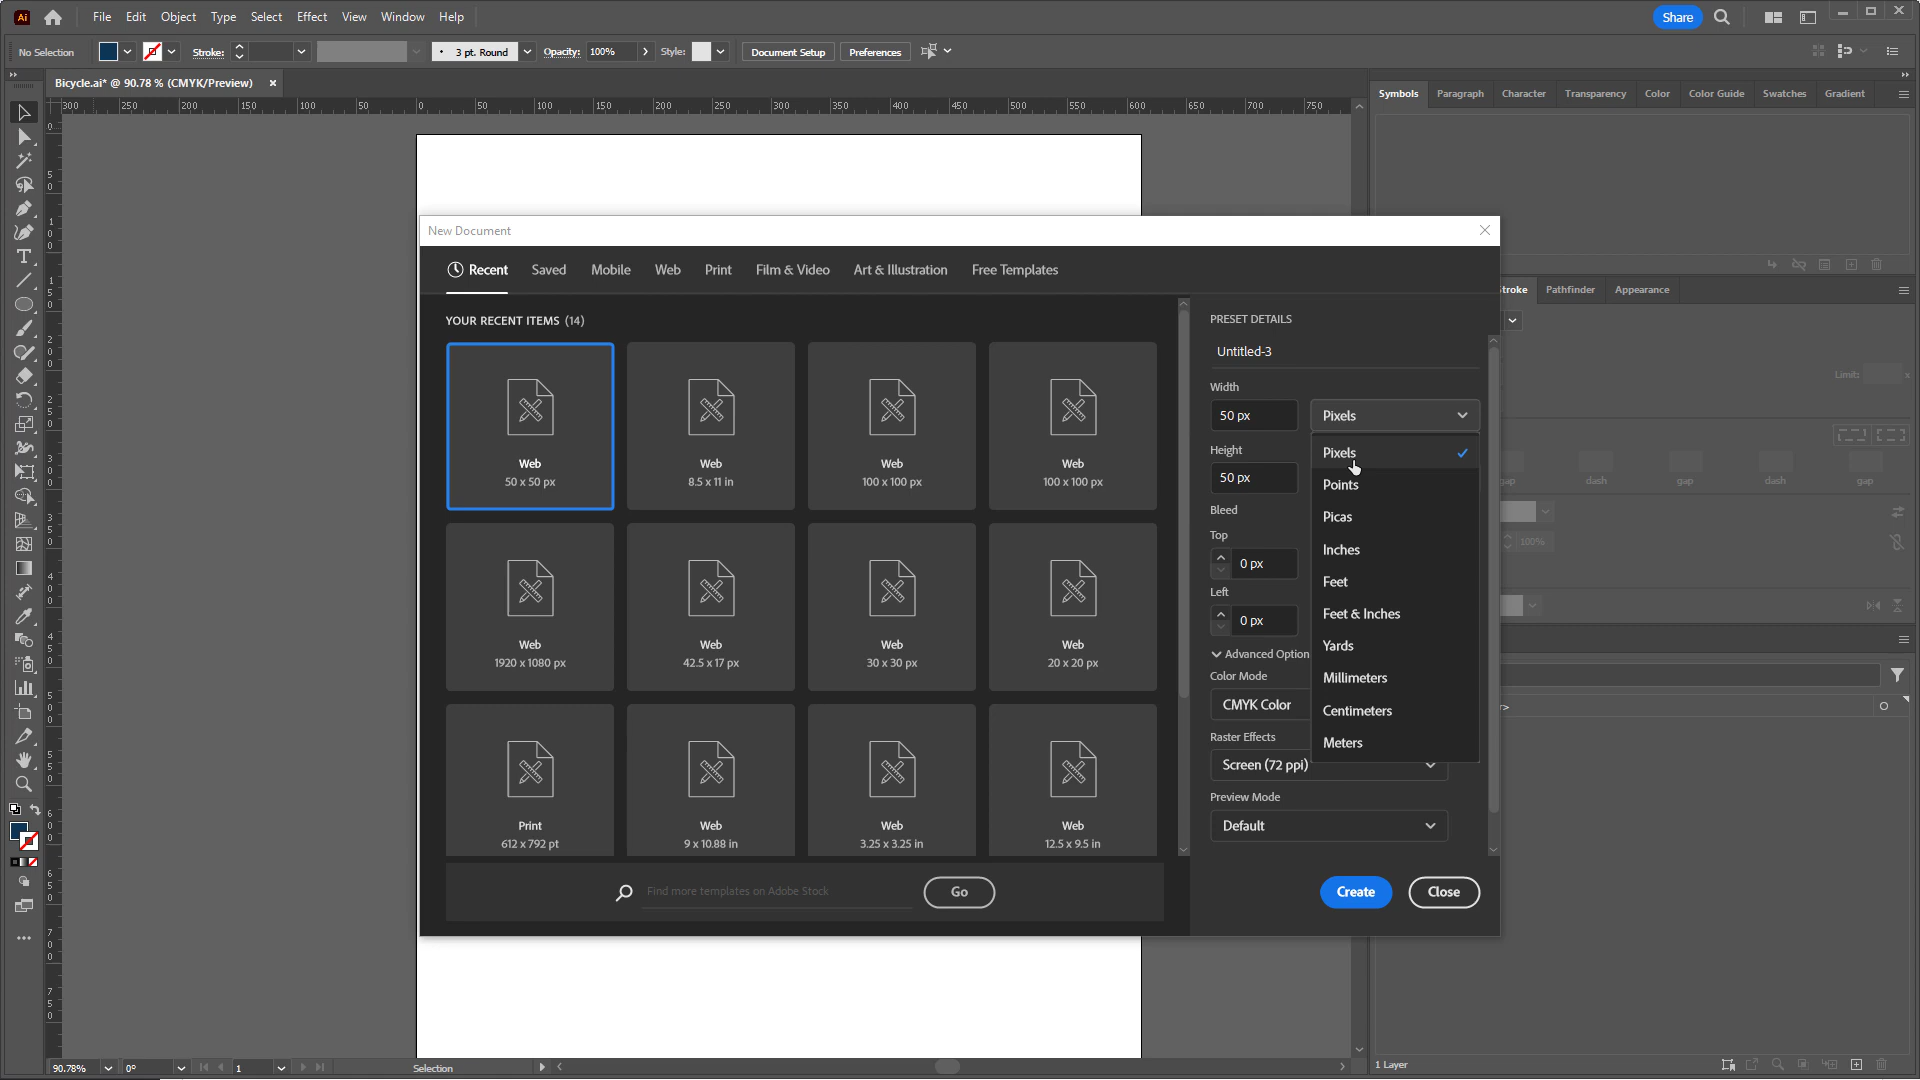 Ai File Edit Object Type Select Effect View Window Help Share
No Selection Stroke: 3 pt. Round Opacity: 100% Style: Document Setup Preferences
Bicycle.ai* @ 90.78 % (CMYK/Preview)
300 250 200 150 100 50 0 50 100 150 200 250 300 350 400 450 500 550 600 650 700 750
Symbols Paragraph Character Transparency Color Color Guide Swatches Gradient
New Document
Recent Saved Mobile Web Print Film & Video Art & Illustration Free Templates
YOUR RECENT ITEMS (14)
Web
50 x 50 px
Web
8.5 x 11 in
Web
100 x 100 px
Web
100 x 100 px
Web
1920 x 1080 px
Web
42.5 x 17 px
Web
30 x 30 px
Web
20 x 20 px
Print
612 x 792 pt
Web
9 x 10.88 in
Web
3.25 x 3.25 in
Web
12.5 x 9.5 in
Find more templates on Adobe Stock
Go
PRESET DETAILS
Untitled-3
Width
50 px Pixels
Height
50 px
Bleed
Top
0 px
Left
0 px
Advanced Option
Color Mode
CMYK Color
Raster Effects
Screen (72 ppi)
Preview Mode
Default
Pixels
Points
Picas
Inches
Feet
Feet & Inches
Yards
Millimeters
Centimeters
Meters
Create Close
troke Pathfinder Appearance
Limit: x
gap dash gap dash gap
100%
90.78% 0° 1 Selection
1 Layer